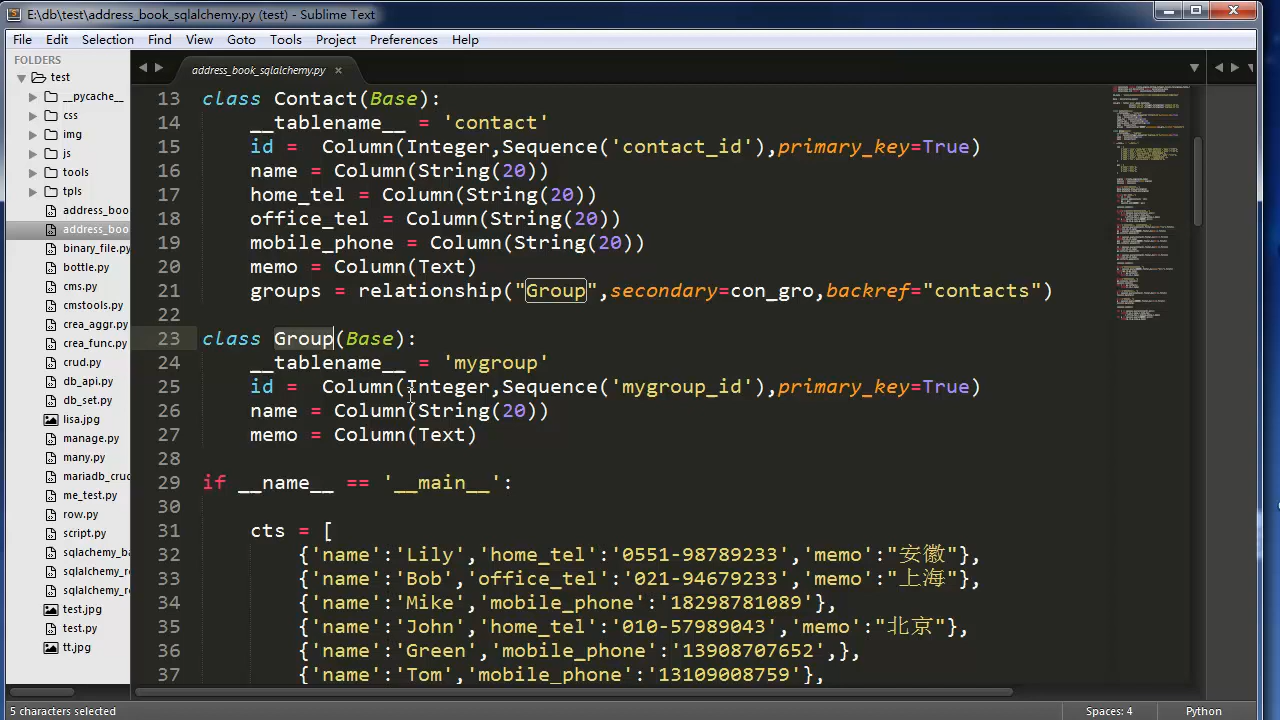 E:\db\test\address_book_sqlalchemy.py (test) - Sublime Text
File Edit Selection Find View Goto Tools Project Preferences Help
FOLDERS
test
__pycache__
css
img
js
tools
tpls
address_boo
address_boo
binary_file.py
bottle.py
cms.py
cmstools.py
crea_aggr.py
crea_func.py
crud.py
db_api.py
db_set.py
lisa.jpg
manage.py
many.py
mariadb_crud
me_test.py
row.py
script.py
sqlachemy_ba
sqlalchemy_re
sqlalchemy_ro
test.jpg
test.py
tt.jpg
address_book_sqlalchemy.py ×
13 class Contact(Base):
14 __tablename__ = 'contact'
15 id =  Column(Integer,Sequence('contact_id'),primary_key=True)
16 name = Column(String(20))
17 home_tel = Column(String(20))
18 office_tel = Column(String(20))
19 mobile_phone = Column(String(20))
20 memo = Column(Text)
21 groups = relationship("Group",secondary=con_gro,backref="contacts")
22
23 class Group(Base):
24 __tablename__ = 'mygroup'
25 id =  Column(Integer,Sequence('mygroup_id'),primary_key=True)
26 name = Column(String(20))
27 memo = Column(Text)
28
29 if __name__ == '__main__':
30
31 cts = [
32 {'name':'Lily','home_tel':'0551-98789233','memo':"安徽"},
33 {'name':'Bob','office_tel':'021-94679233','memo':"上海"},
34 {'name':'Mike','mobile_phone':'18298781089'},
35 {'name':'John','home_tel':'010-57989043','memo':"北京"},
36 {'name':'Green','mobile_phone':'13908707652',},
37 {'name':'Tom','mobile_phone':'13109008759'},
5 characters selected
Spaces: 4
Python